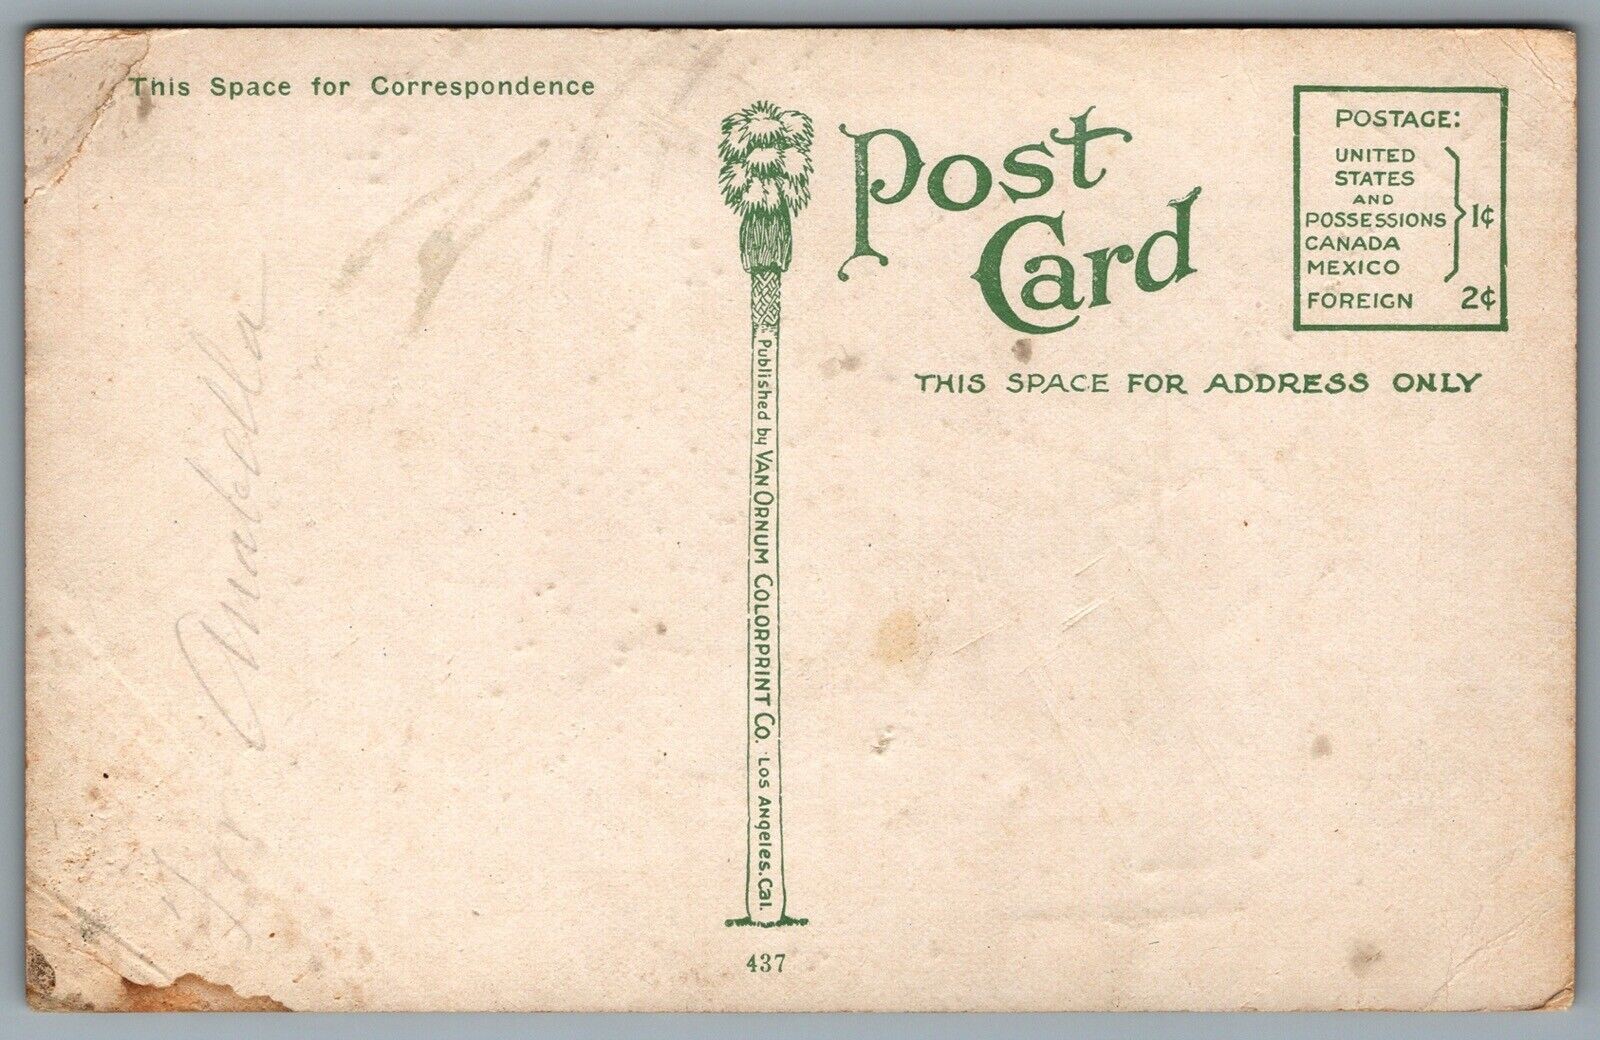 This Space for Correspondence
Post
Card
POSTAGE:
UNITED
STATES
AND
POSSESSIONS
CANADA
MEXICO
1¢
FOREIGN 2¢
THIS SPACE FOR ADDRESS ONLY
Published by VAN ORNUM COLORPRINT CO. LOS ANGELES, CAL.
437
For